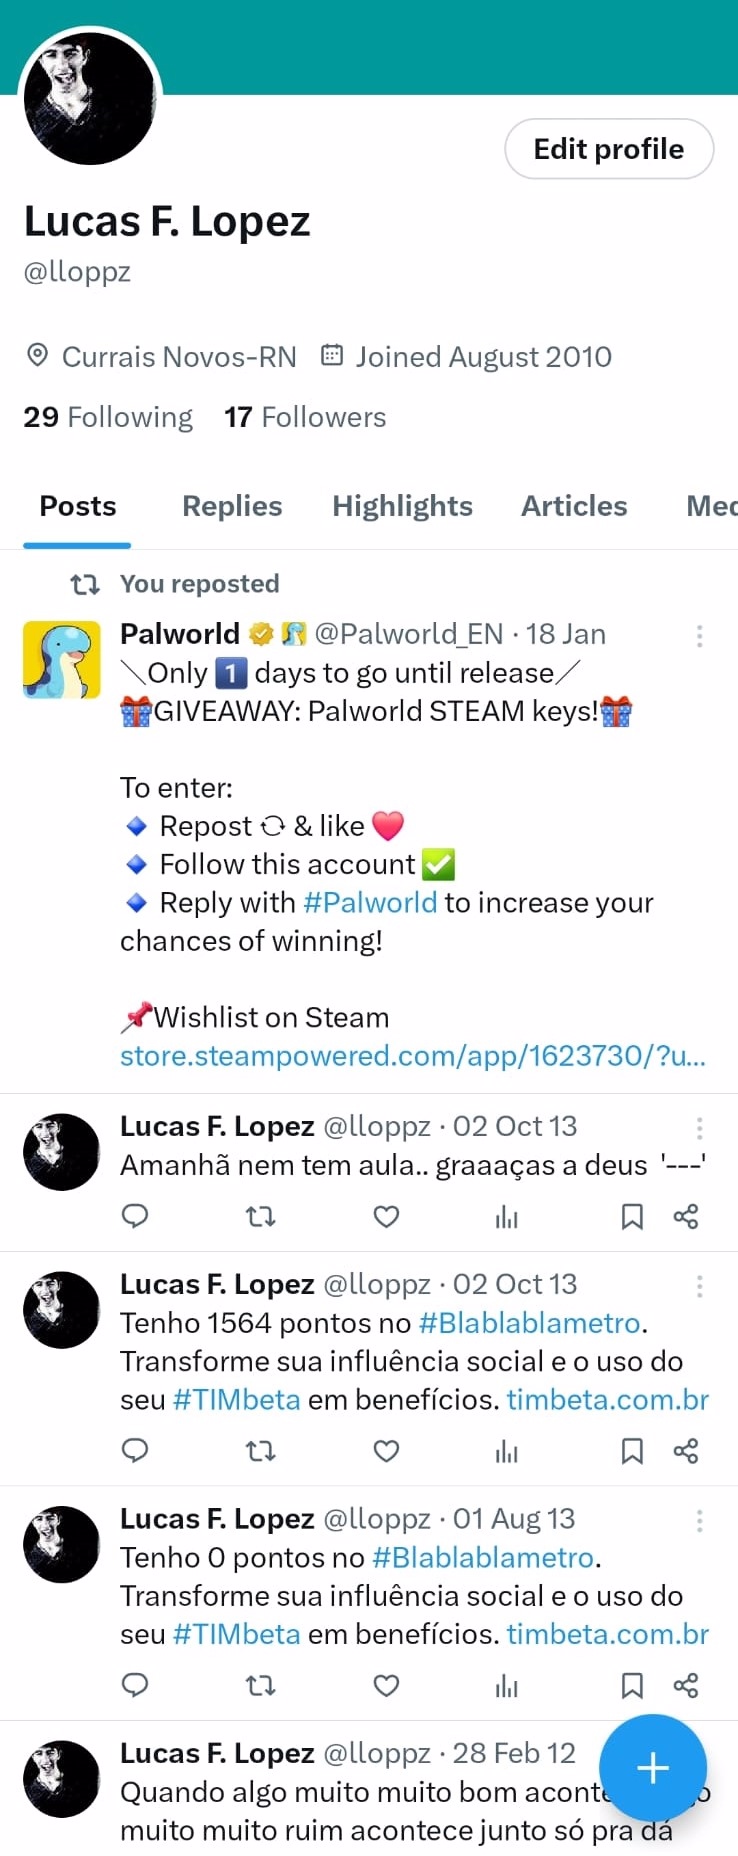 Edit profile
Lucas F. Lopez
@lloppz
Currais Novos-RN Joined August 2010
29 Following 17 Followers
Posts Replies Highlights Articles Med
You reposted
Palworld @Palworld_EN · 18 Jan
＼Only 1️⃣ days to go until release／
🎁GIVEAWAY: Palworld STEAM keys!🎁
To enter:
🔹 Repost 🔁 & like ❤️
🔹 Follow this account ✅
🔹 Reply with #Palworld to increase your
chances of winning!
📌Wishlist on Steam
store.steampowered.com/app/1623730/?u...
Lucas F. Lopez @lloppz · 02 Oct 13
Amanhã nem tem aula.. graaaças a deus '---'
Lucas F. Lopez @lloppz · 02 Oct 13
Tenho 1564 pontos no #Blablablametro.
Transforme sua influência social e o uso do
seu #TIMbeta em benefícios. timbeta.com.br
Lucas F. Lopez @lloppz · 01 Aug 13
Tenho 0 pontos no #Blablablametro.
Transforme sua influência social e o uso do
seu #TIMbeta em benefícios. timbeta.com.br
Lucas F. Lopez @lloppz · 28 Feb 12
Quando algo muito muito bom
muito muito ruim acontece junto só pra dá